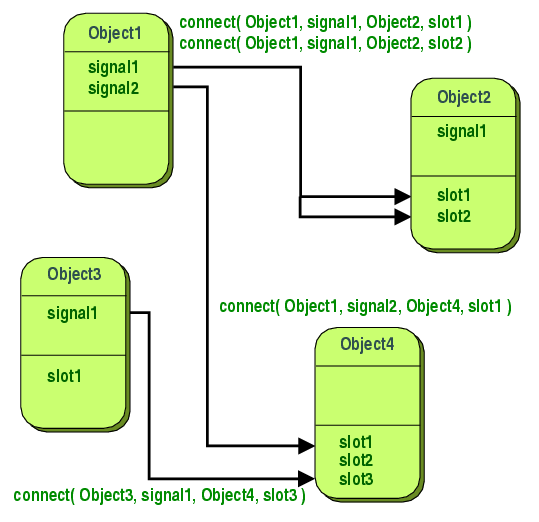 connect( Object1, signal1, Object2, slot1 )
connect( Object1, signal1, Object2, slot2 )
Object1
signal1
signal2
Object2
signal1
slot1
slot2
Object3
signal1
slot1
connect( Object1, signal2, Object4, slot1 )
Object4
slot1
slot2
slot3
connect( Object3, signal1, Object4, slot3 )